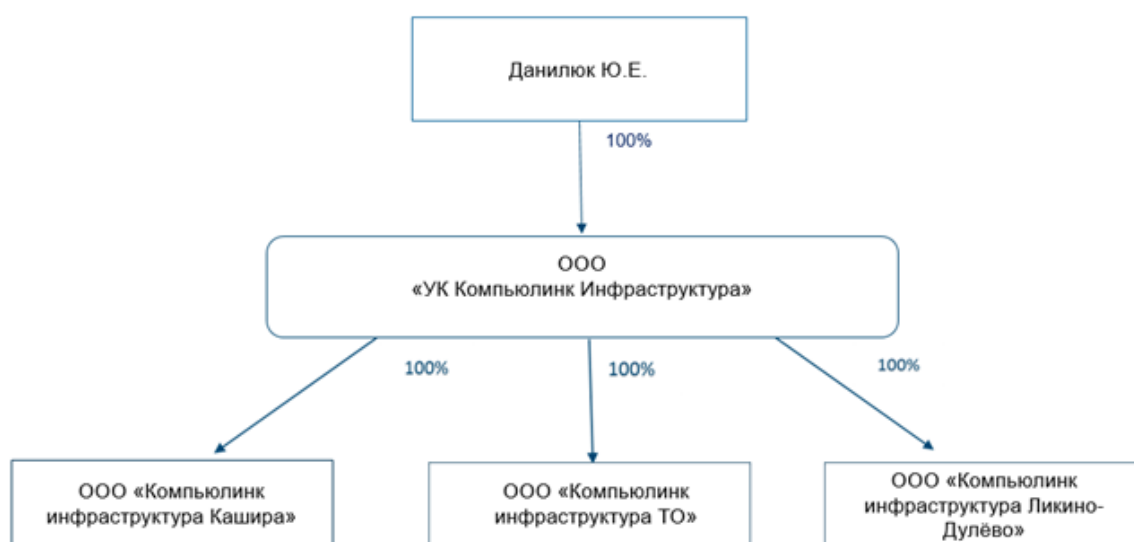 Данилюк Ю.Е.
100%
ООО
«УК Компьюлинк Инфраструктура»
100%
100%
100%
ООО «Компьюлинк
инфраструктура Кашира»
ООО «Компьюлинк
инфраструктура ТО»
ООО «Компьюлинк
инфраструктура Ликино-
Дулёво»